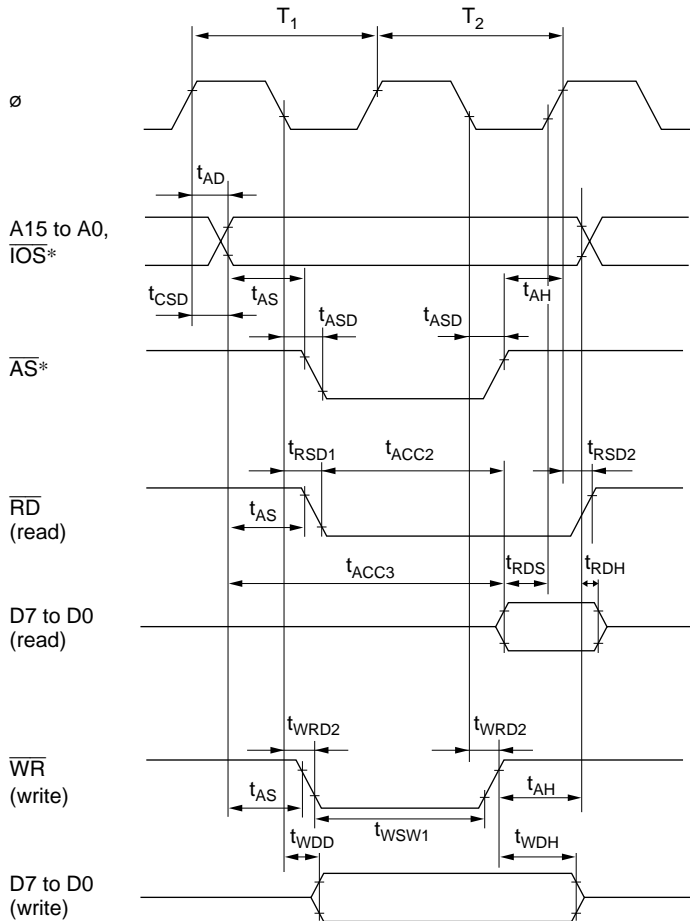 T1 T2
ø
tAD
A15 to A0,
IOS*
tCSD tAS tAH
tASD tASD
AS*
tRSD1 tACC2 tRSD2
RD
(read)
tAS
tACC3 tRDS tRDH
D7 to D0
(read)
tWRD2 tWRD2
WR
(write)
tAS tAH
tWSW1
tWDD tWDH
D7 to D0
(write)